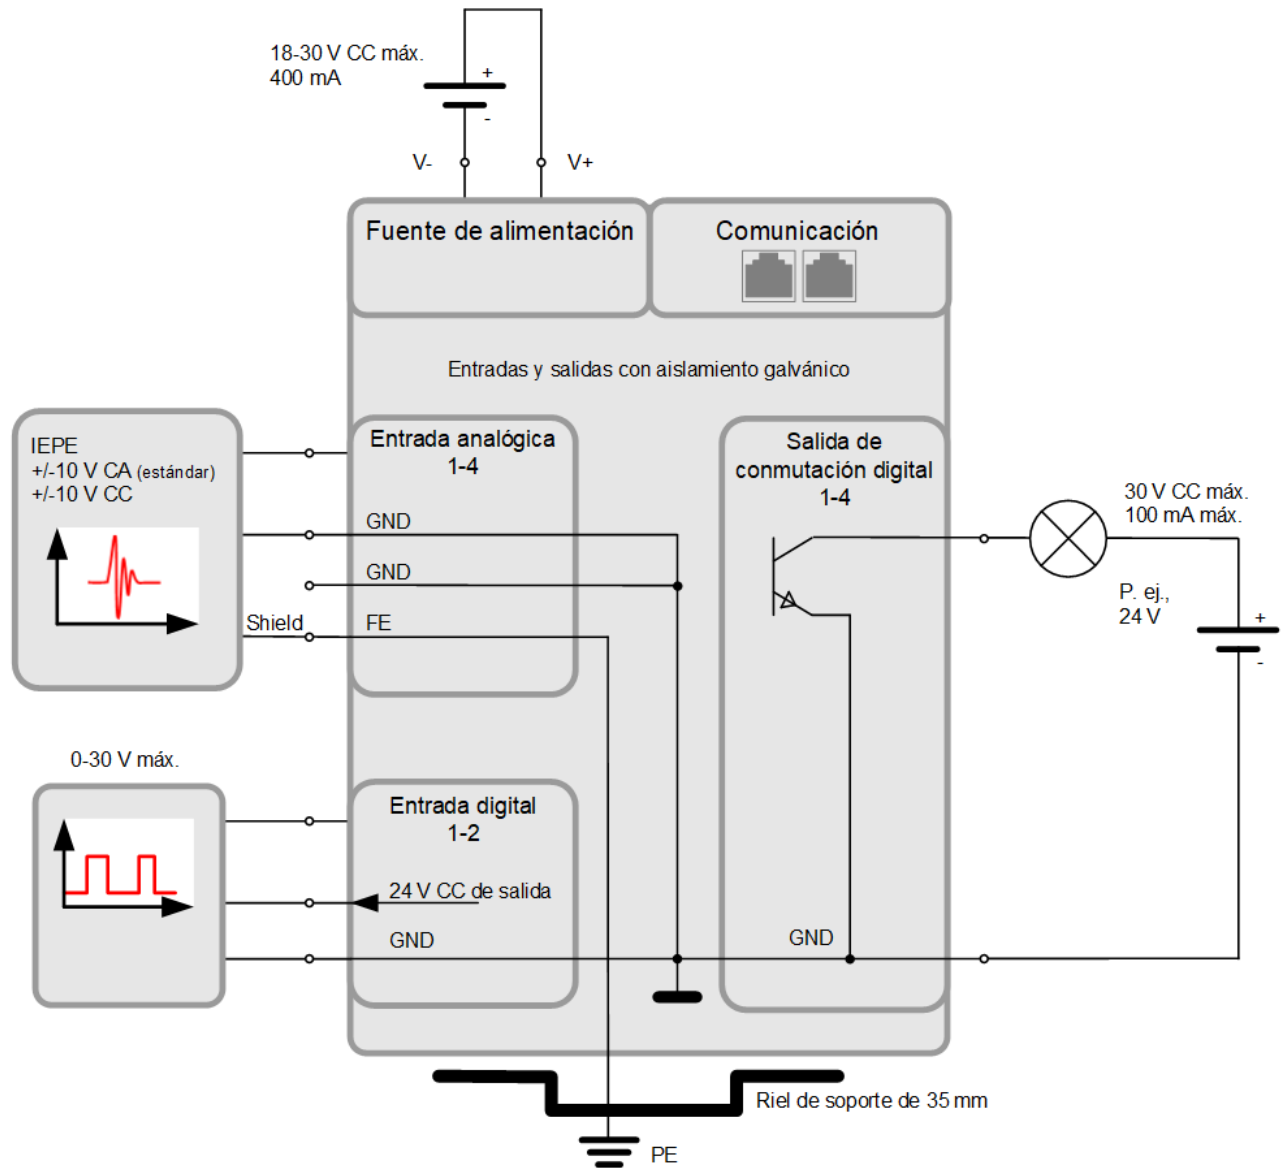 18-30 V CC máx.
400 mA
+
-
V-
V+
Fuente de alimentación
Comunicación
Entradas y salidas con aislamiento galvánico
IEPE
+/-10 V CA (estándar)
+/-10 V CC
Shield
Entrada analógica
1-4
GND
GND
FE
Salida de
conmutación digital
1-4
GND
30 V CC máx.
100 mA máx.
P. ej.,
24 V
+
-
0-30 V máx.
Entrada digital
1-2
24 V CC de salida
GND
Riel de soporte de 35 mm
PE